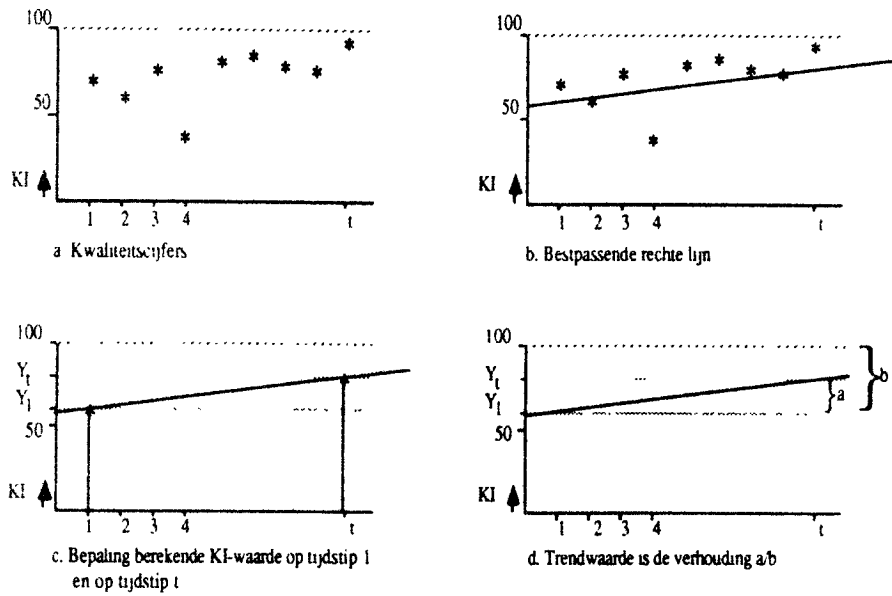 100
50
KI
1 2 3 4 t
a Kwaliteitscijfers
100
50
KI
1 2 3 4 t
b. Bestpassende rechte lijn
100
Yt
Y1
50
KI
1 2 3 4 t
c. Bepaling berekende KI-waarde op tijdstip 1
en op tijdstip t
100
Yt
Y1
50
KI
1 2 3 4 t
a
b
d. Trendwaarde is de verhouding a/b